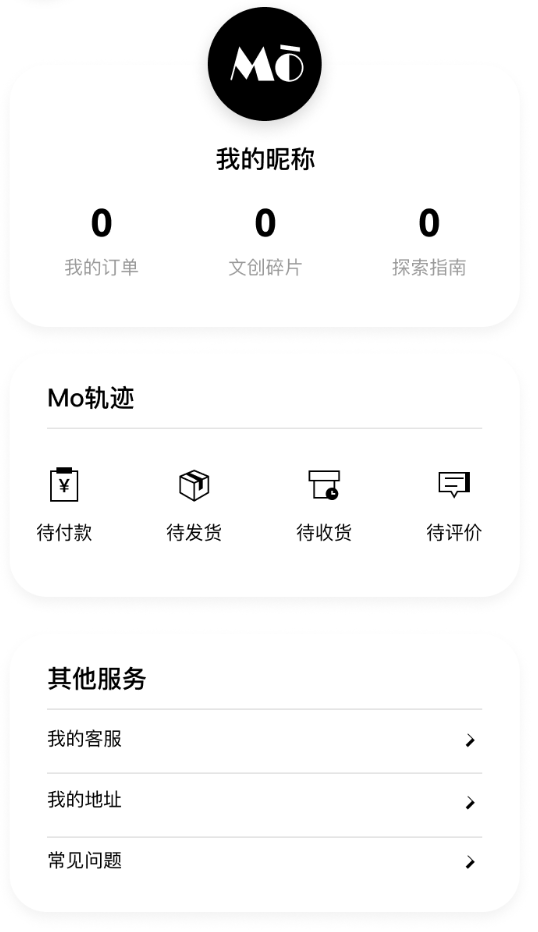 Mō
我的昵称
0 0 0
我的订单 文创碎片 探索指南
Mo轨迹
¥
待付款 待发货 待收货 待评价
其他服务
我的客服
我的地址
常见问题